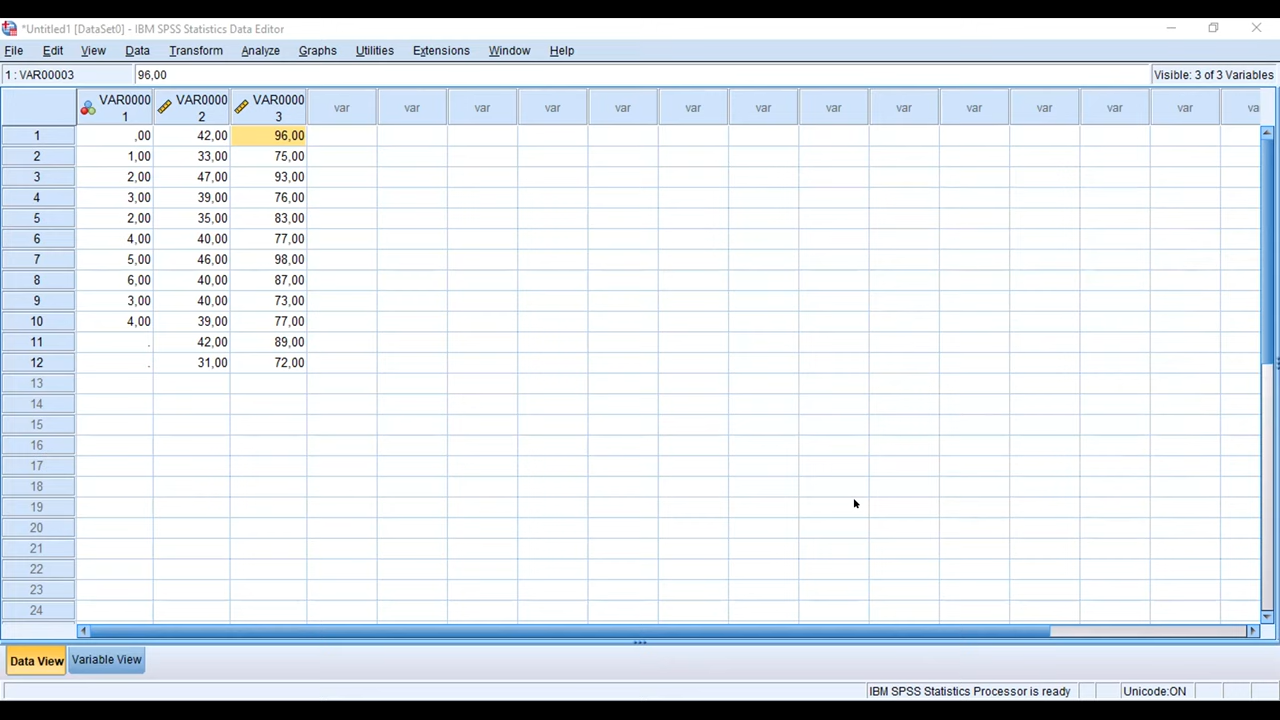 *Untitled1 [DataSet0] - IBM SPSS Statistics Data Editor
File Edit View Data Transform Analyze Graphs Utilities Extensions Window Help
1 : VAR00003 96,00 Visible: 3 of 3 Variables
VAR0000 VAR0000 VAR0000 var var var var var var var var var var var var var va
1 2 3
1 ,00 42,00 96,00
2 1,00 33,00 75,00
3 2,00 47,00 93,00
4 3,00 39,00 76,00
5 2,00 35,00 83,00
6 4,00 40,00 77,00
7 5,00 46,00 98,00
8 6,00 40,00 87,00
9 3,00 40,00 73,00
10 4,00 39,00 77,00
11 . 42,00 89,00
12 . 31,00 72,00
13
14
15
16
17
18
19
20
21
22
23
24
Data View Variable View
IBM SPSS Statistics Processor is ready Unicode:ON